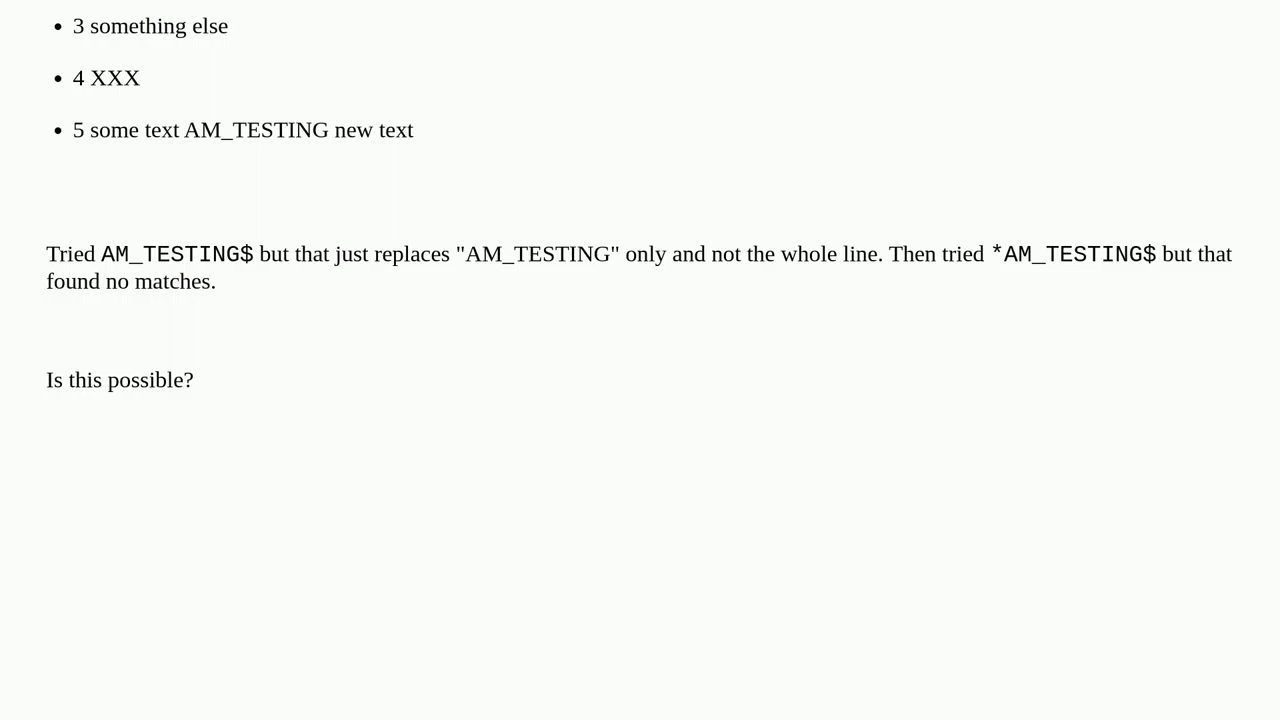 3 something else
4 XXX
5 some text AM_TESTING new text
Tried AM_TESTING$ but that just replaces "AM_TESTING" only and not the whole line. Then tried *AM_TESTING$ but that
found no matches.
Is this possible?